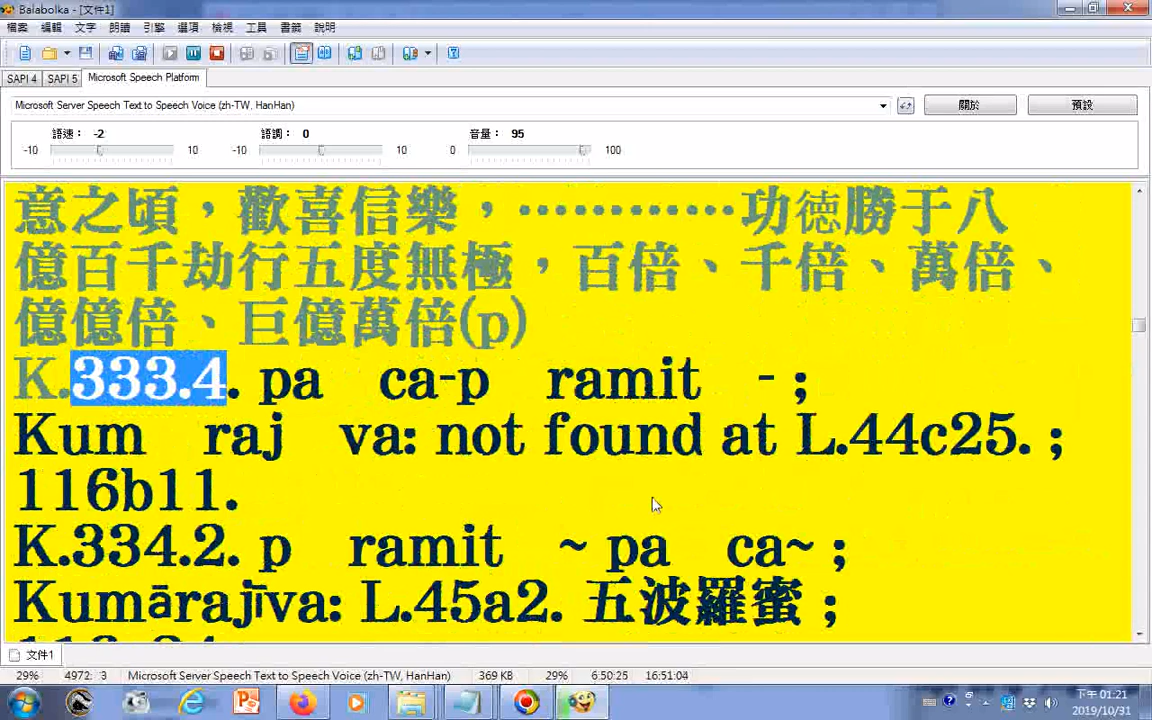 Balabolka - [文件1]
檔案 編輯 文字 朗讀 引擎 選項 檢視 工具 書籤 說明
SAPI 4 SAPI 5 Microsoft Speech Platform
Microsoft Server Speech Text to Speech Voice (zh-TW, HanHan) 關於 預設
語速： -2 語調： 0 音量： 95
-10 10 -10 10 0 100
意之頃，歡喜信樂，…………功德勝于八
億百千劫行五度無極，百倍、千倍、萬倍、
億億倍、巨億萬倍(p)
K.333.4. pa ca-p ramit - ;
Kum raj va: not found at L.44c25. ;
116b11.
K.334.2. p ramit ~ pa ca~ ;
Kumārajīva: L.45a2. 五波羅蜜；
文件1
29% 4972: 3 Microsoft Server Speech Text to Speech Voice (zh-TW, HanHan) 369 KB 29% 6:50:25 16:51:04
下午 01:21
2019/10/31